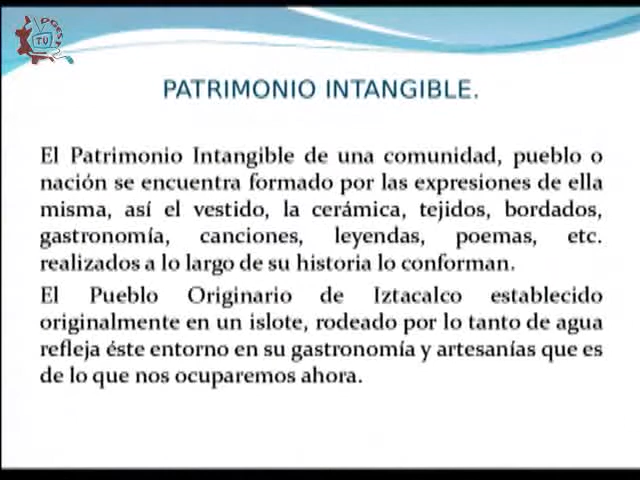 TV
PATRIMONIO INTANGIBLE.
El Patrimonio Intangible de una comunidad, pueblo o
nación se encuentra formado por las expresiones de ella
misma, así el vestido, la cerámica, tejidos, bordados,
gastronomía, canciones, leyendas, poemas, etc.
realizados a lo largo de su historia lo conforman.
El Pueblo Originario de Iztacalco establecido
originalmente en un islote, rodeado por lo tanto de agua
refleja éste entorno en su gastronomía y artesanías que es
de lo que nos ocuparemos ahora.